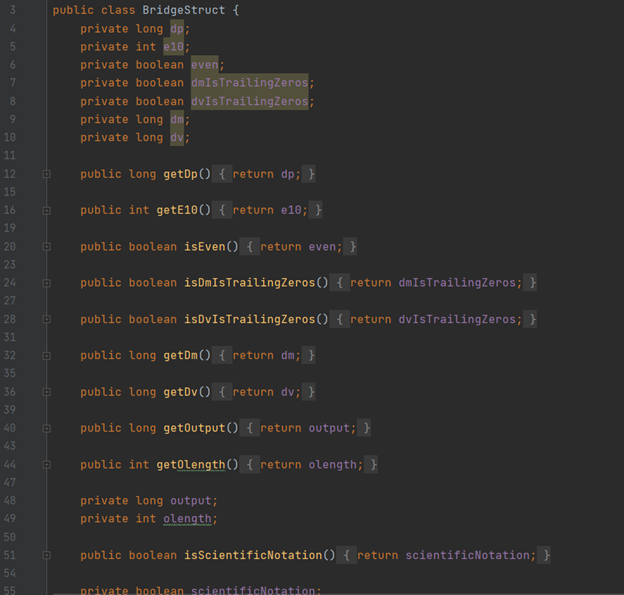 3 public class BridgeStruct {
4 private long dp;
5 private int e10;
6 private boolean even;
7 private boolean dmIsTrailingZeros;
8 private boolean dvIsTrailingZeros;
9 private long dm;
10 private long dv;
11
12 public long getDp() { return dp; }
15
16 public int getE10() { return e10; }
19
20 public boolean isEven() { return even; }
23
24 public boolean isDmIsTrailingZeros() { return dmIsTrailingZeros; }
27
28 public boolean isDvIsTrailingZeros() { return dvIsTrailingZeros; }
31
32 public long getDm() { return dm; }
35
36 public long getDv() { return dv; }
39
40 public long getOutput() { return output; }
43
44 public int getOlength() { return olength; }
47
48 private long output;
49 private int olength;
50
51 public boolean isScientificNotation() { return scientificNotation; }
54
55 private boolean scientificNotation;